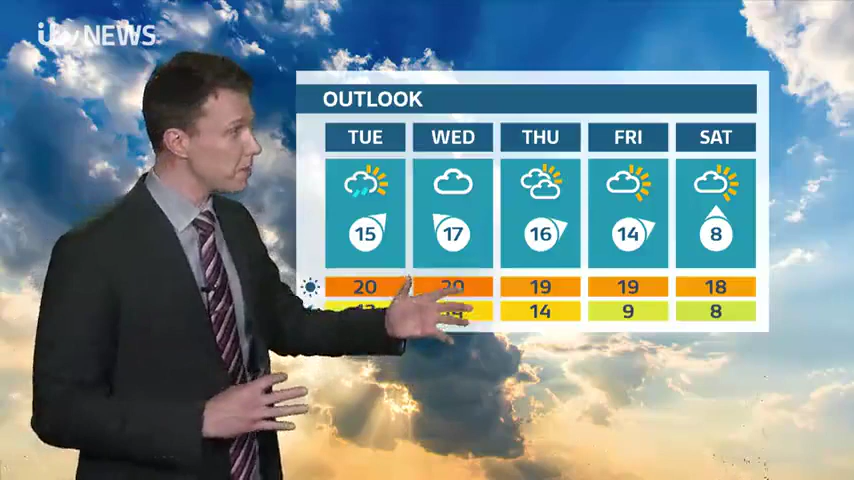 itv NEWS
OUTLOOK
TUE WED THU FRI SAT
15 17 16 14 8
20 20 19 19 18
14 9 8